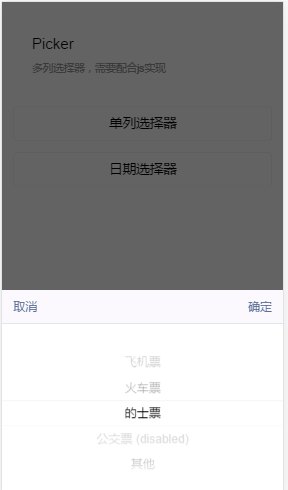 Picker
多列选择器，需要配合js实现
单列选择器
日期选择器
取消 确定
飞机票
火车票
的士票
公交票 (disabled)
其他